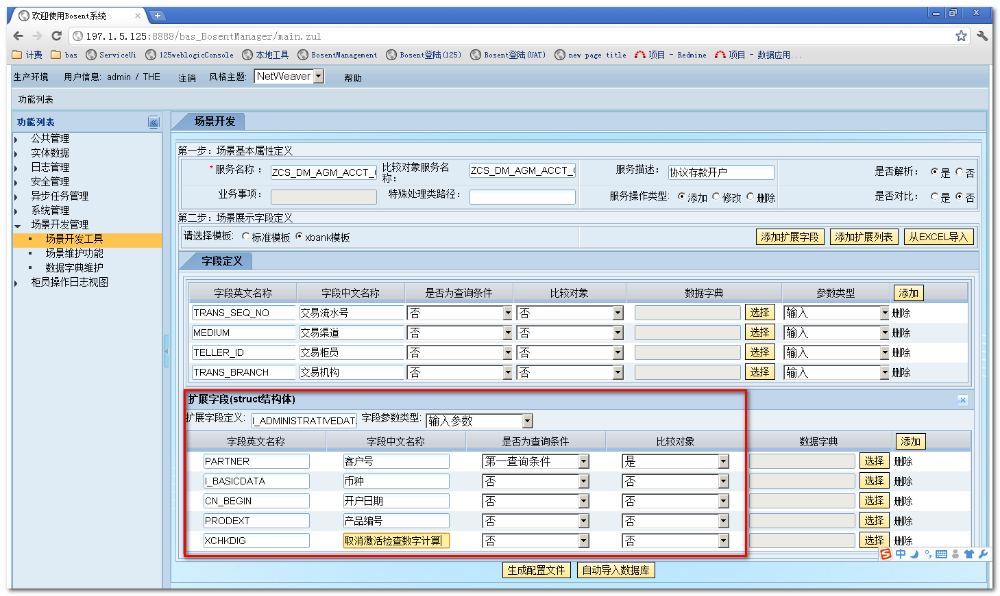 欢迎使用Bosent系统
197.1.5.125:8888/bas_BosentManager/main.zul
计费 bas ServiceUi 125weblogicConsole 本地工具 BosentManagement Bosent登陆(125) Bosent登陆(UAT) new page title 项目 - Redmine 项目 - 数据应用...
生产环境 用户信息: admin / THE 注销 风格主题: NetWeaver 帮助
功能列表
功能列表
公共管理
实体数据
日志管理
安全管理
异步任务管理
系统管理
场景开发管理
场景开发工具
场景维护功能
数据字典维护
柜员操作日志视图
场景开发
第一步：场景基本属性定义
*服务名称： ZCS_DM_AGM_ACCT_ 比较对象服务名称： ZCS_DM_AGM_ACCT_ 服务描述： 协议存款开户 是否解析： 是 否
业务事项： 特殊处理类路径： 服务操作类型: 添加 修改 删除 是否对比： 是 否
第二步：场景展示字段定义
请选择模板: 标准模板 xbank模板 添加扩展字段 添加扩展列表 从EXCEL导入
字段定义
字段英文名称 字段中文名称 是否为查询条件 比较对象 数据字典 参数类型 添加
TRANS_SEQ_NO 交易流水号 否 否 选择 输入 删除
MEDIUM 交易渠道 否 否 选择 输入 删除
TELLER_ID 交易柜员 否 否 选择 输入 删除
TRANS_BRANCH 交易机构 否 否 选择 输入 删除
扩展字段(struct结构体)
扩展字段定义: I_ADMINISTRATIVEDAT 字段参数类型: 输入参数
字段英文名称 字段中文名称 是否为查询条件 比较对象 数据字典 添加
PARTNER 客户号 第一查询条件 是 选择 删除
I_BASICDATA 币种 否 否 选择 删除
CN_BEGIN 开户日期 否 否 选择 删除
PRODEXT 产品编号 否 否 选择 删除
XCHKDIG 取消激活检查数字计算 否 否 选择 删除
中
生成配置文件 自动导入数据库